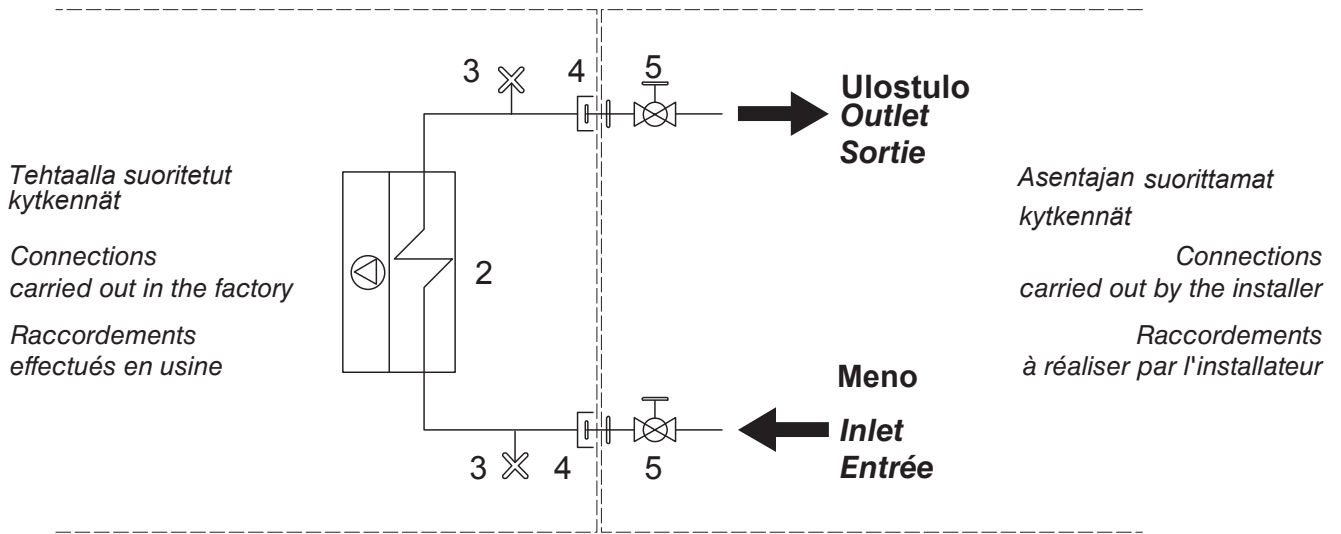 3
4
5
Ulostulo
Outlet
Sortie
Tehtaalla suoritetut
kytkennät
Connections
carried out in the factory
Raccordements
effectués en usine
2
Asentajan suorittamat
kytkennät
Connections
carried out by the installer
Raccordements
à réaliser par l'installateur
Meno
Inlet
Entrée
3
4
5